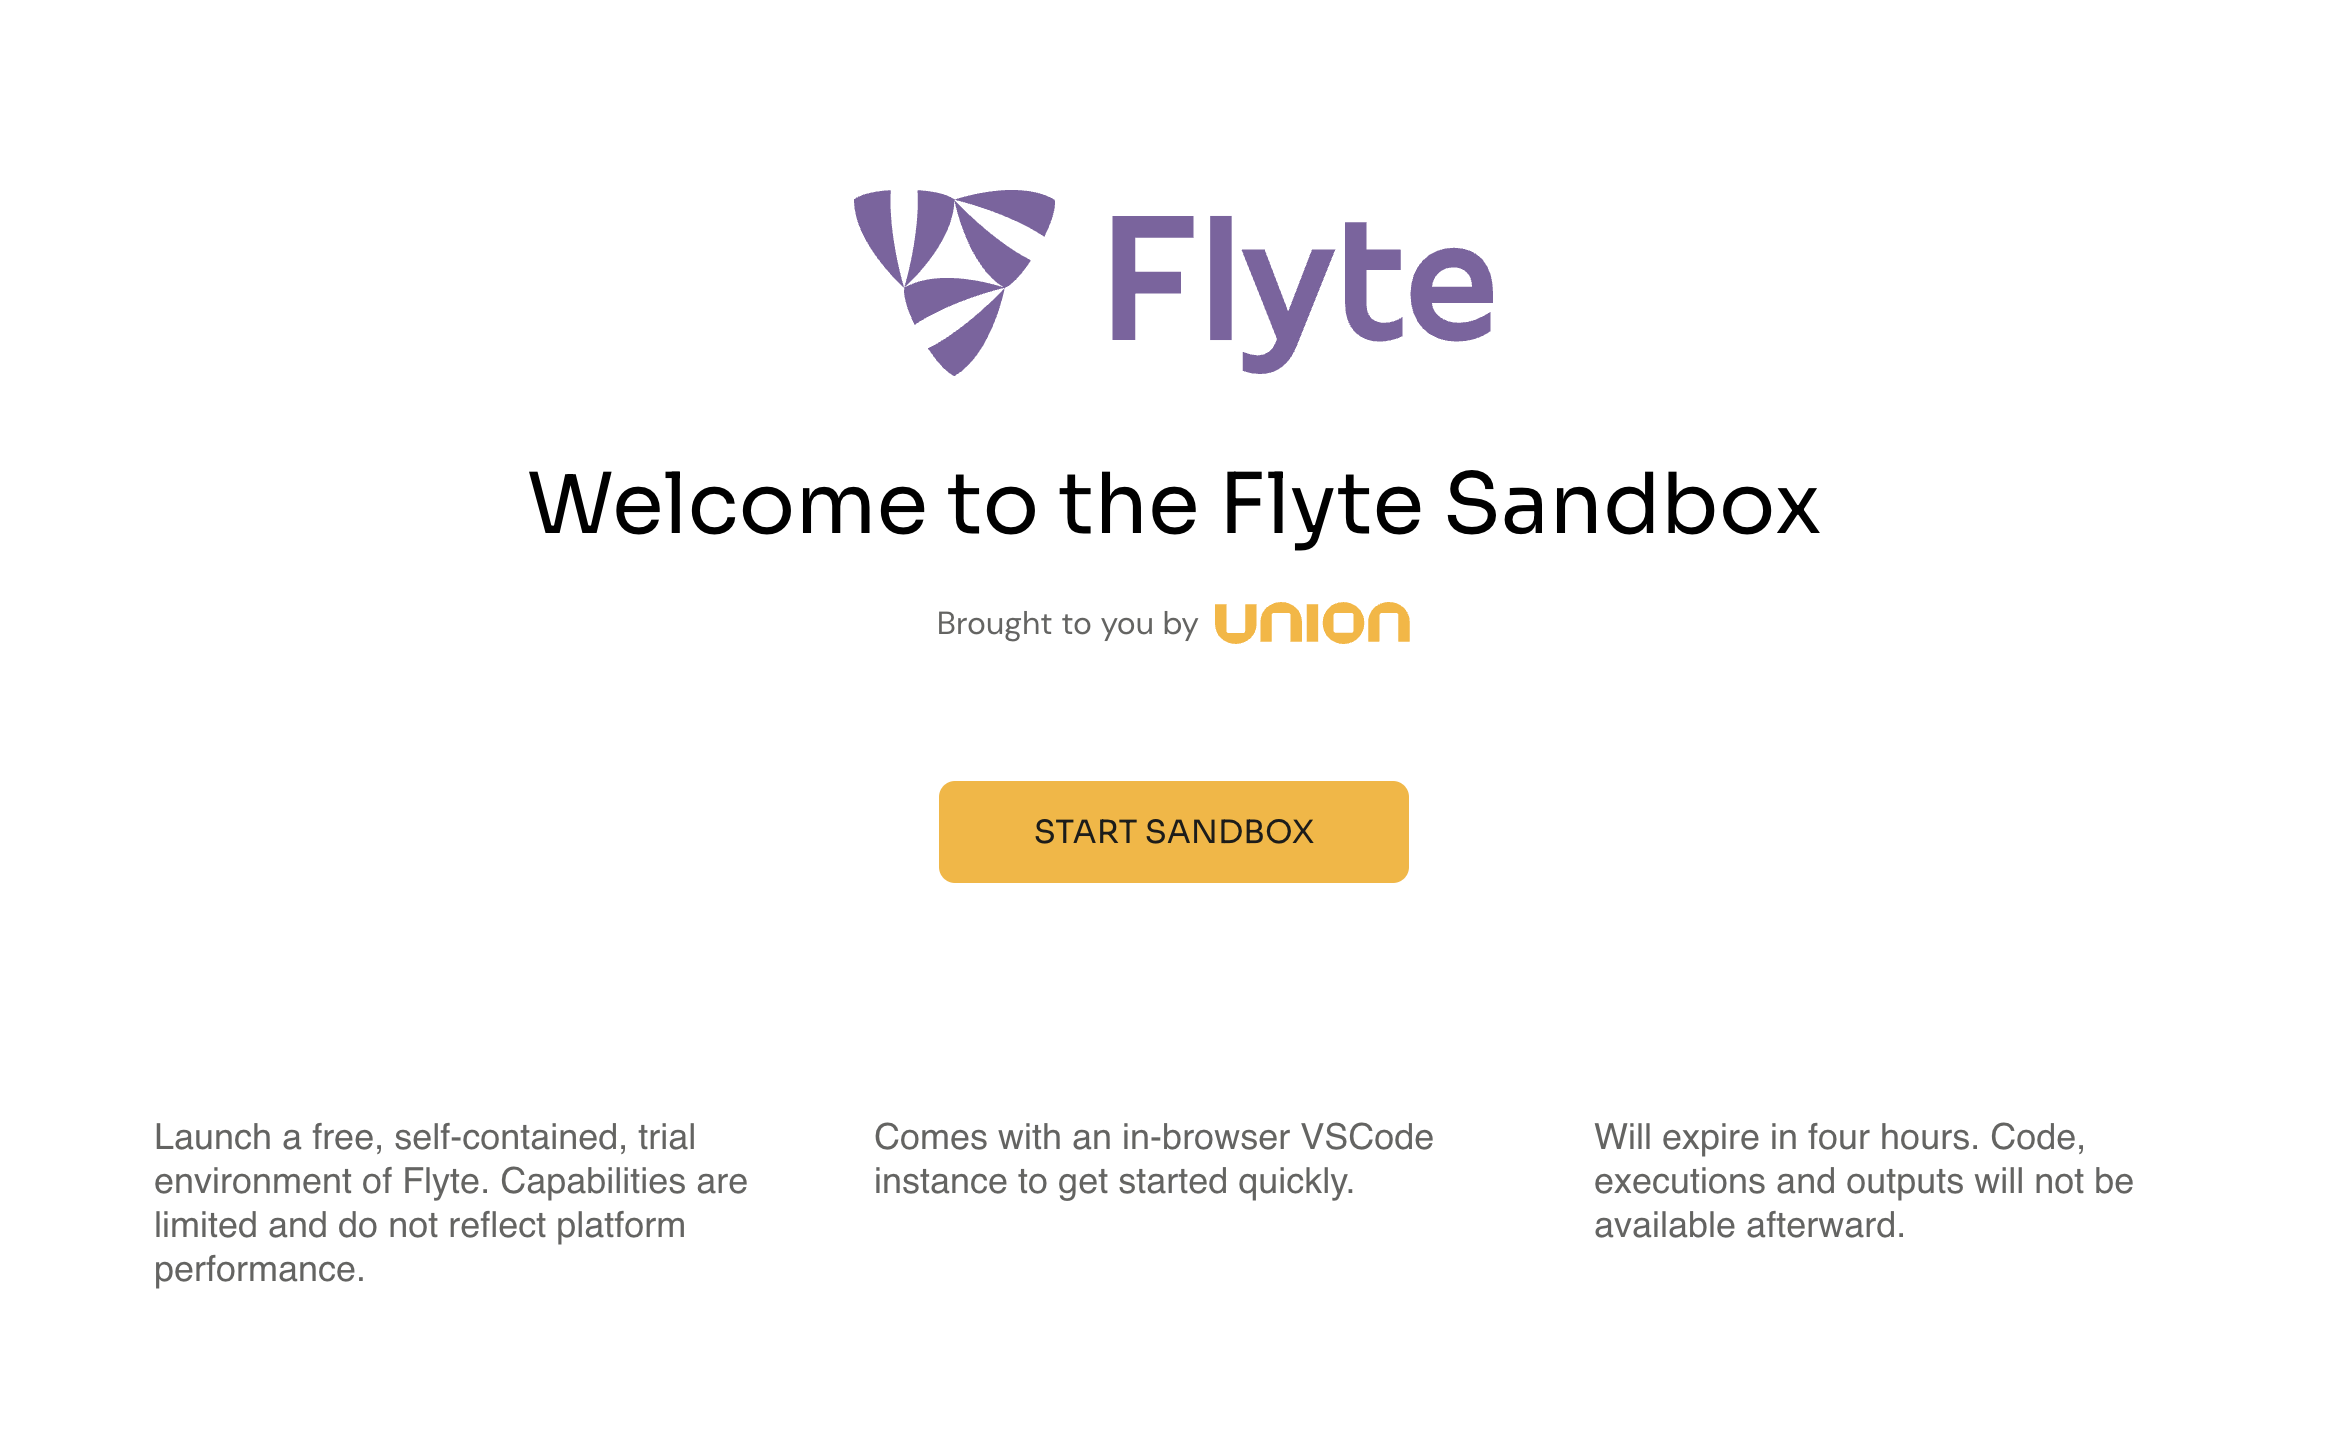 Flyte
Welcome to the Flyte Sandbox
Brought to you by UNION
START SANDBOX
Launch a free, self-contained, trial
environment of Flyte. Capabilities are
limited and do not reflect platform
performance.
Comes with an in-browser VSCode
instance to get started quickly.
Will expire in four hours. Code,
executions and outputs will not be
available afterward.